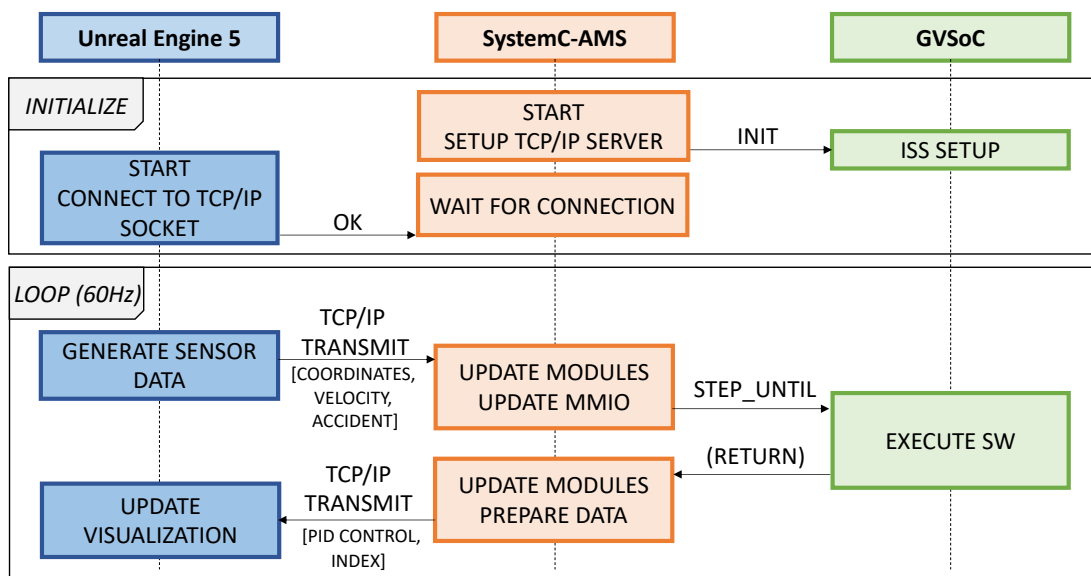 Unreal Engine 5
SystemC-AMS
GVSoC
INITIALIZE
START
SETUP TCP/IP SERVER
INIT
ISS SETUP
START
CONNECT TO TCP/IP
SOCKET
OK
WAIT FOR CONNECTION
LOOP (60Hz)
GENERATE SENSOR
DATA
TCP/IP
TRANSMIT
[COORDINATES,
VELOCITY,
ACCIDENT]
UPDATE MODULES
UPDATE MMIO
STEP_UNTIL
EXECUTE SW
(RETURN)
UPDATE MODULES
PREPARE DATA
TCP/IP
TRANSMIT
[PID CONTROL,
INDEX]
UPDATE
VISUALIZATION